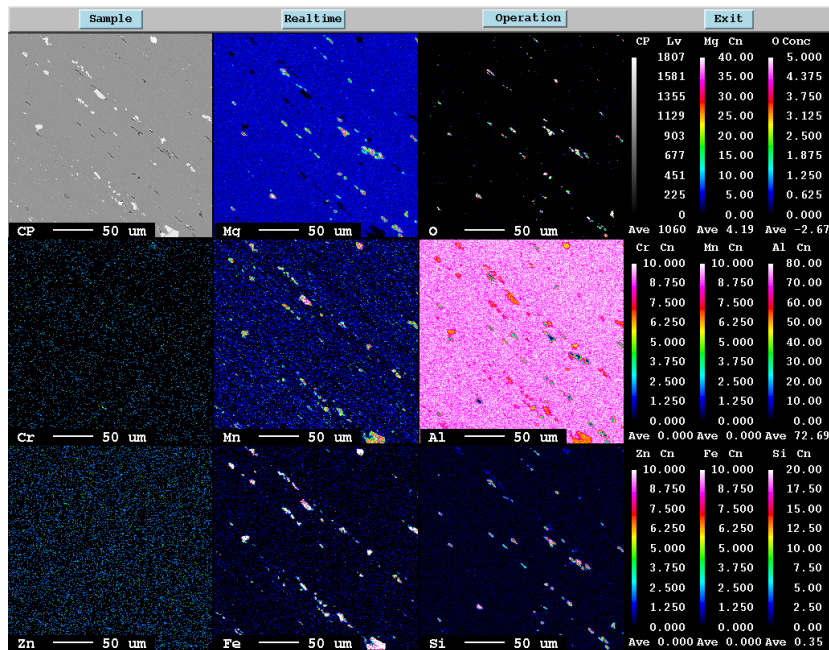 Sample Realtime Operation Exit
CP Lv Mg Cn O Conc
1807 40.00 5.000
1581 35.00 4.375
1355 30.00 3.750
1129 25.00 3.125
903 20.00 2.500
677 15.00 1.875
451 10.00 1.250
225 5.00 0.625
0 0.00 0.000
Ave 1060 Ave 4.19 Ave -2.67
CP 50 um Mg 50 um O 50 um
Cr Cn Mn Cn Al Cn
10.000 10.000 80.00
8.750 8.750 70.00
7.500 7.500 60.00
6.250 6.250 50.00
5.000 5.000 40.00
3.750 3.750 30.00
2.500 2.500 20.00
1.250 1.250 10.00
0.000 0.000 0.00
Ave 0.000 Ave 0.000 Ave 72.69
Cr 50 um Mn 50 um Al 50 um
Zn Cn Fe Cn Si Cn
10.000 10.000 20.00
8.750 8.750 17.50
7.500 7.500 15.00
6.250 6.250 12.50
5.000 5.000 10.00
3.750 3.750 7.50
2.500 2.500 5.00
1.250 1.250 2.50
0.000 0.000 0.00
Ave 0.000 Ave 0.000 Ave 0.35
Zn 50 um Fe 50 um Si 50 um